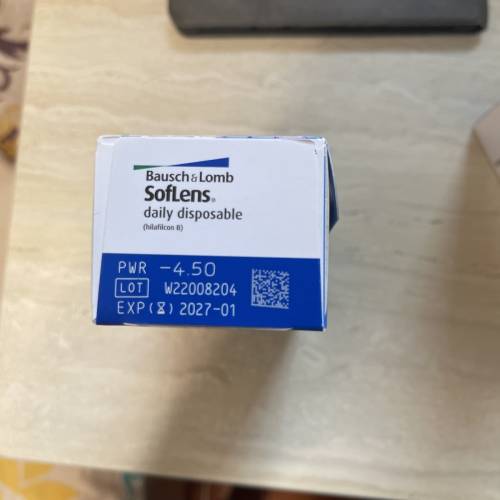 Bausch & Lomb
SofLens®
daily disposable
(hilafilcon B)
PWR -4.50
LOT W22008204
EXP (⌛) 2027-01